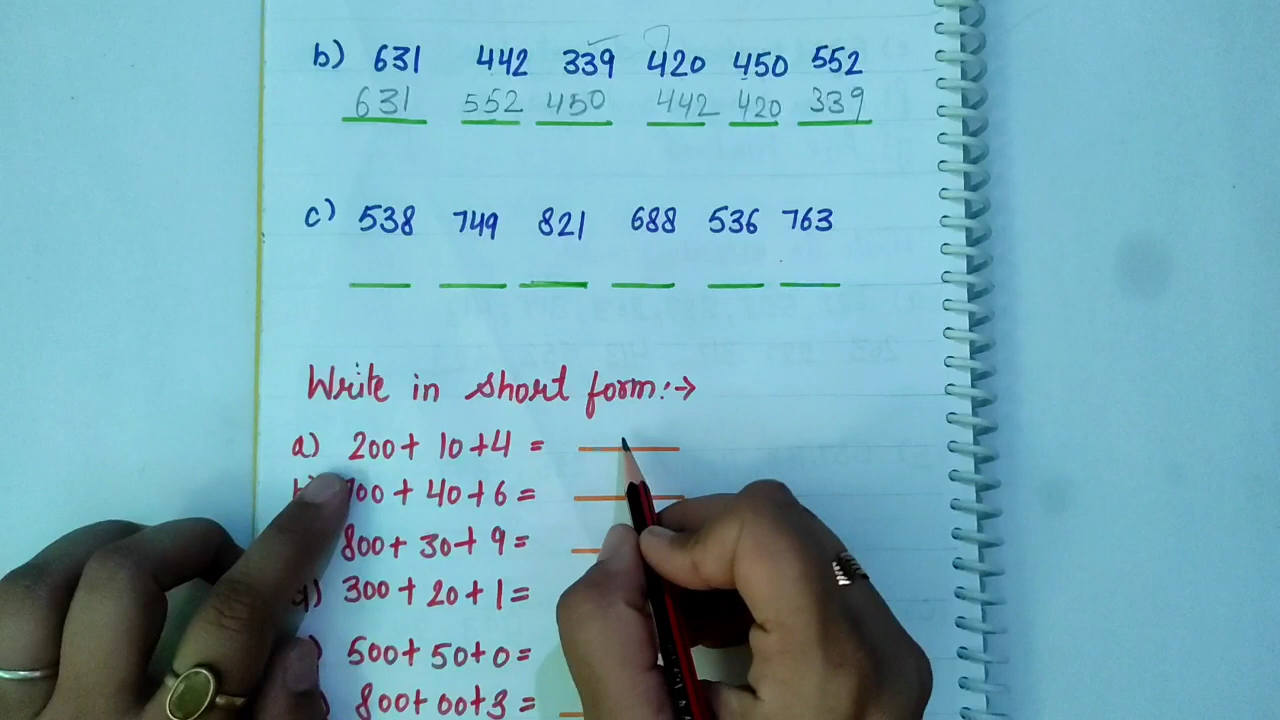 b) 631 442 339 420 450 552
631 552 450 442 420 339
c) 538 749 821 688 536 763
Write in short form:→
a) 200 + 10 + 4 =
00 + 40 + 6 =
800 + 30 + 9 =
d) 300 + 20 + 1 =
500 + 50 + 0 =
800 + 00 + 3 =